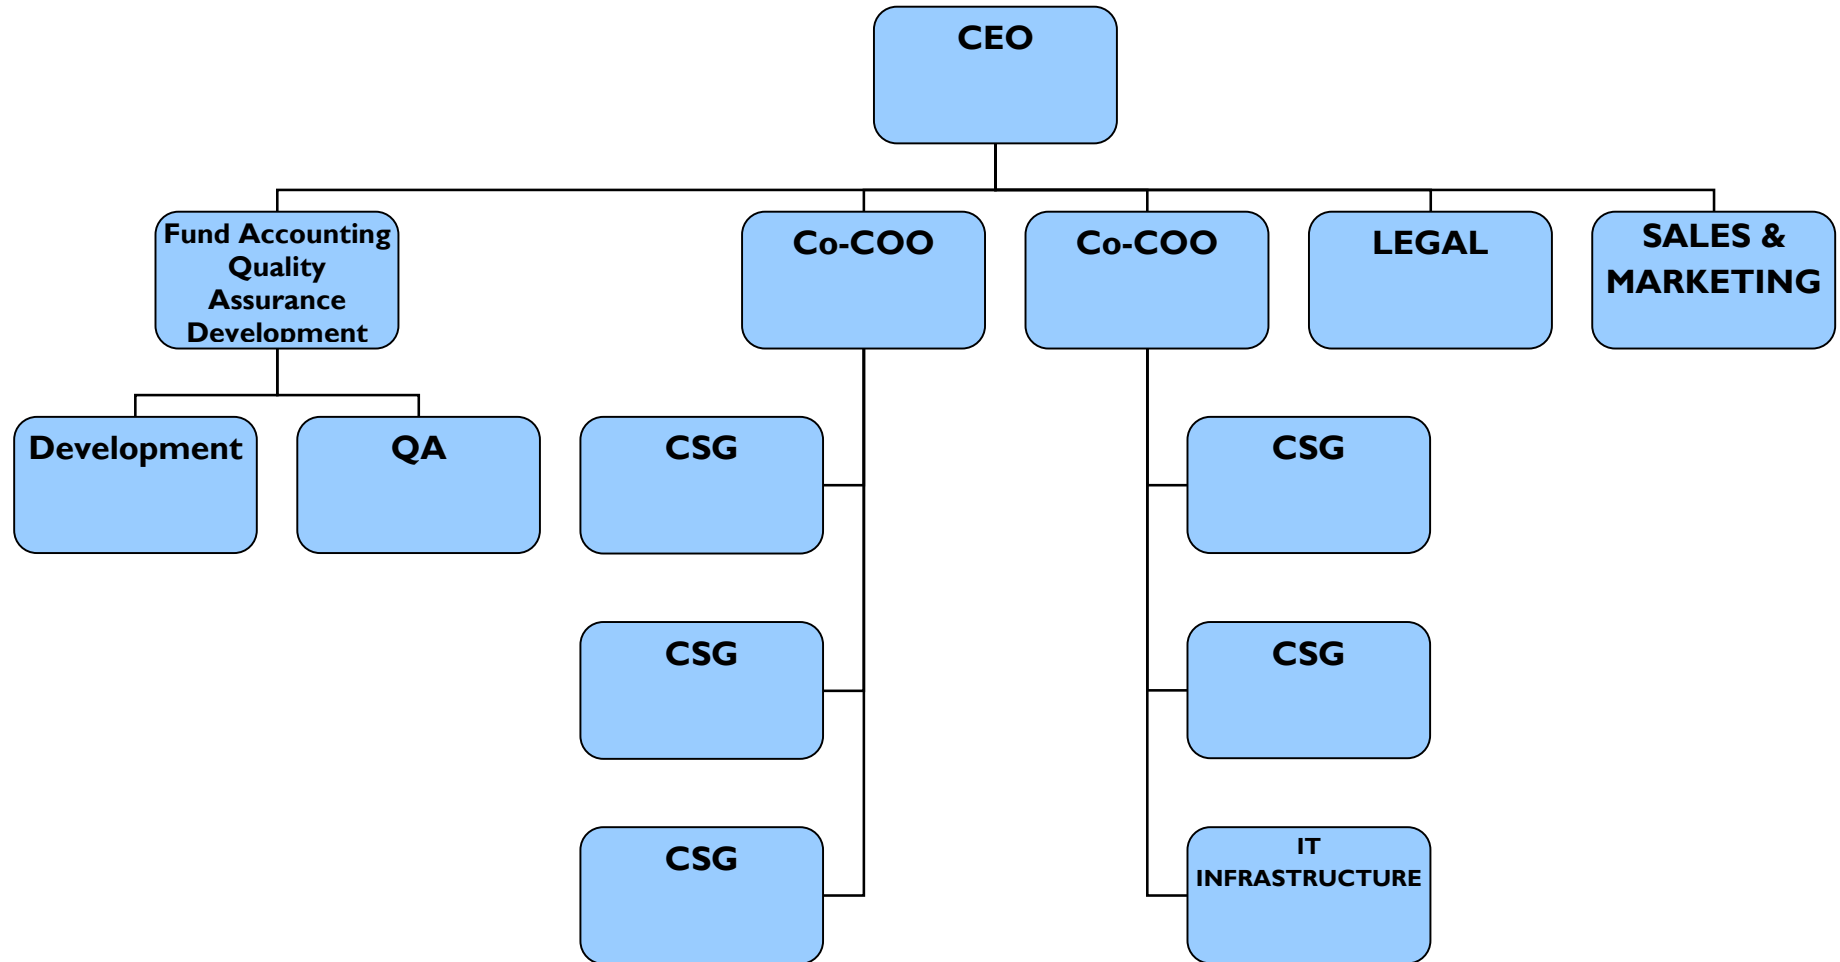 CEO
Fund Accounting
Quality
Assurance
Development
Co-COO
Co-COO
LEGAL
SALES &
MARKETING
Development
QA
CSG
CSG
CSG
CSG
CSG
IT
INFRASTRUCTURE